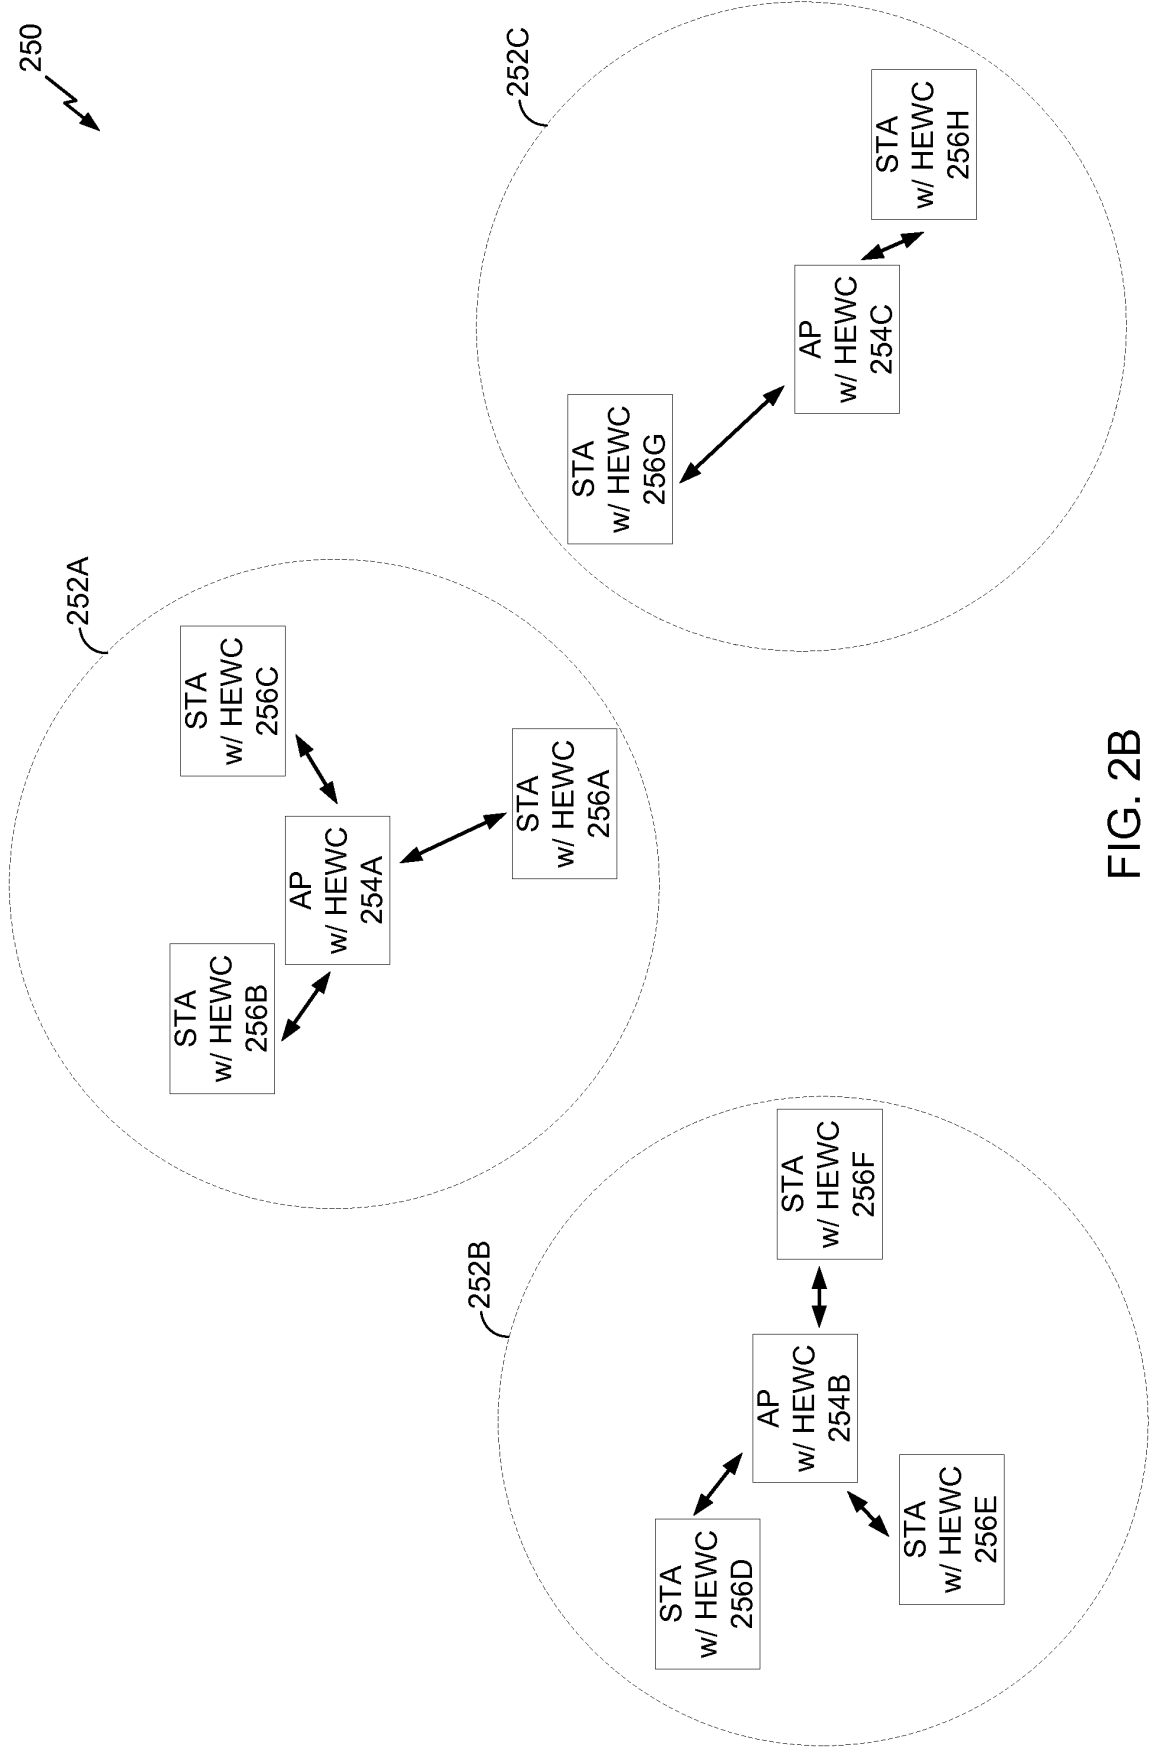 250
252A
STA
w/ HEWC
256B
STA
w/ HEWC
256C
AP
w/ HEWC
254A
STA
w/ HEWC
256A
252B
STA
w/ HEWC
256D
AP
w/ HEWC
254B
STA
w/ HEWC
256F
STA
w/ HEWC
256E
252C
STA
w/ HEWC
256G
AP
w/ HEWC
254C
STA
w/ HEWC
256H
FIG. 2B